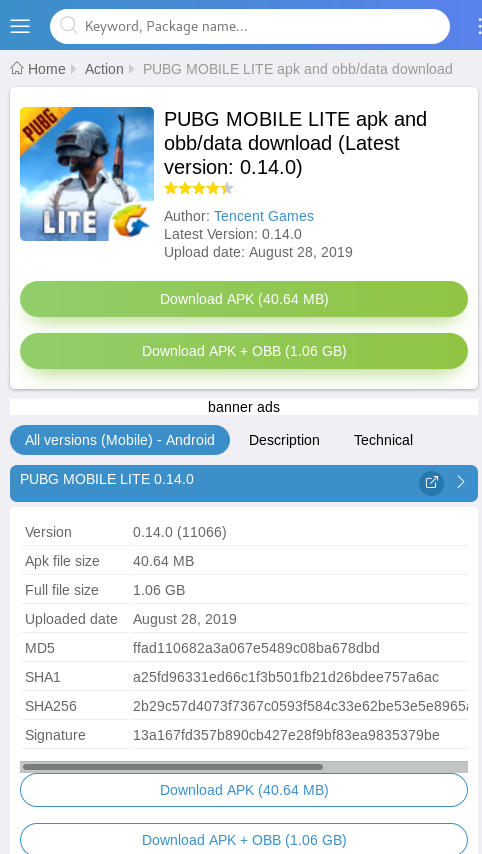 Keyword, Package name...
Home Action PUBG MOBILE LITE apk and obb/data download
PUBG
LITE
PUBG MOBILE LITE apk and
obb/data download (Latest
version: 0.14.0)
Author: Tencent Games
Latest Version: 0.14.0
Upload date: August 28, 2019
Download APK (40.64 MB)
Download APK + OBB (1.06 GB)
banner ads
All versions (Mobile) - Android Description Technical
PUBG MOBILE LITE 0.14.0
Version 0.14.0 (11066)
Apk file size 40.64 MB
Full file size 1.06 GB
Uploaded date August 28, 2019
MD5 ffad110682a3a067e5489c08ba678dbd
SHA1 a25fd96331ed66c1f3b501fb21d26bdee757a6ac
SHA256 2b29c57d4073f7367c0593f584c33e62be53e5e8965a
Signature 13a167fd357b890cb427e28f9bf83ea9835379be
Download APK (40.64 MB)
Download APK + OBB (1.06 GB)